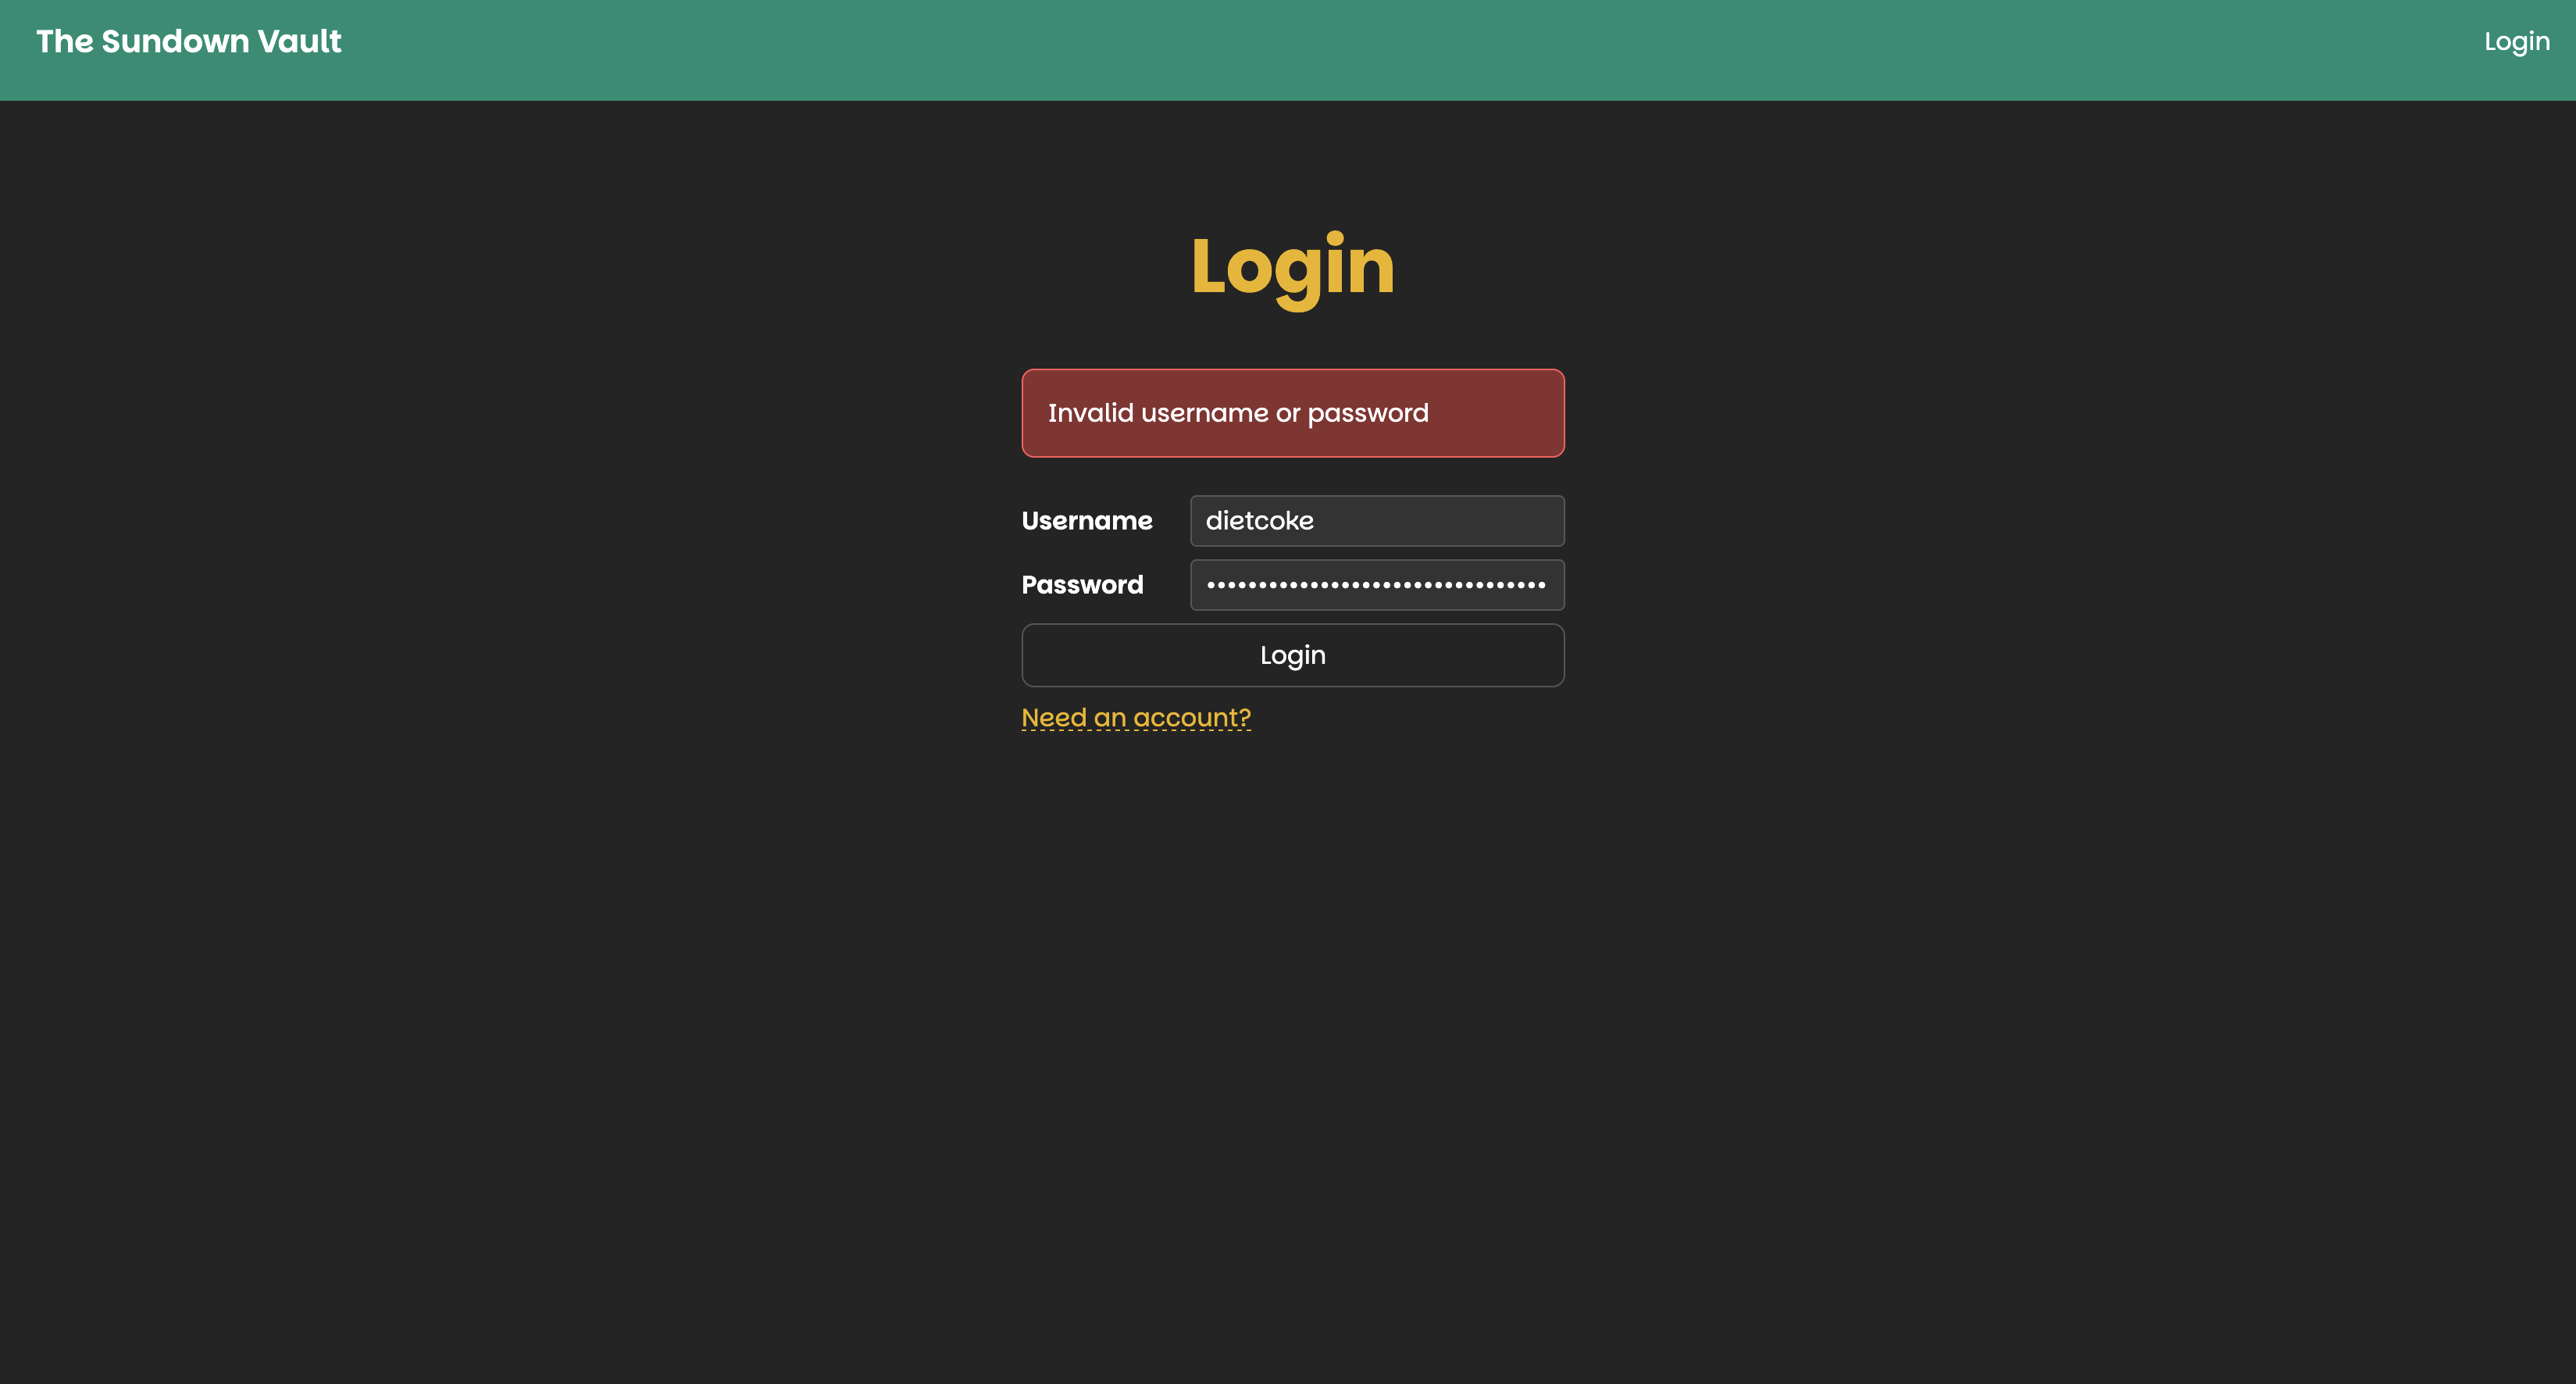 The Sundown Vault
Login
Login
Invalid username or password
Username
dietcoke
Password
•••••••••••••••••••••••••••••••••
Login
Need an account?